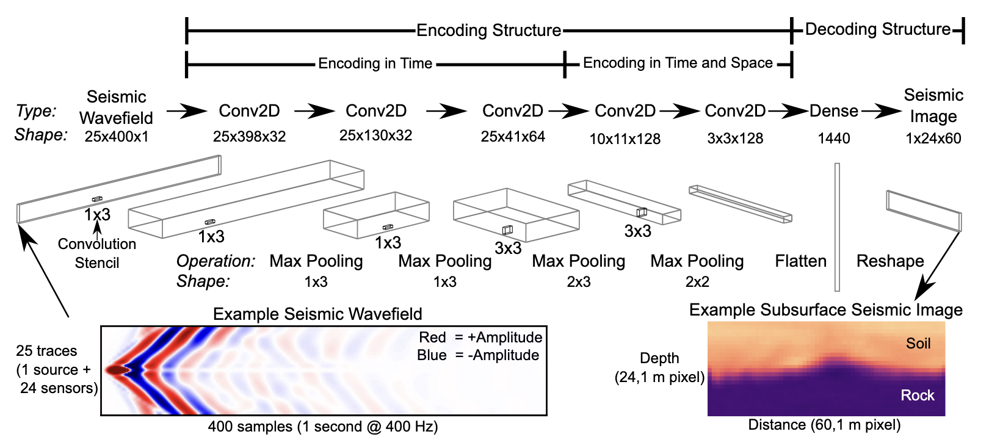 Encoding Structure
Decoding Structure
Encoding in Time
Encoding in Time and Space
Type:
Seismic
Wavefield
Conv2D
Conv2D
Conv2D
Conv2D
Conv2D
Dense
Seismic
Image
Shape:
25x400x1
25x398x32
25x130x32
25x41x64
10x11x128
3x3x128
1440
1x24x60
1x3
Convolution
Stencil
1x3
1x3
3x3
3x3
Operation:
Max Pooling
Max Pooling
Max Pooling
Max Pooling
Flatten
Reshape
Shape:
1x3
1x3
2x3
2x2
Example Seismic Wavefield
Red = +Amplitude
Blue = -Amplitude
25 traces
(1 source +
24 sensors)
400 samples (1 second @ 400 Hz)
Example Subsurface Seismic Image
Soil
Rock
Depth
(24,1 m pixel)
Distance (60,1 m pixel)